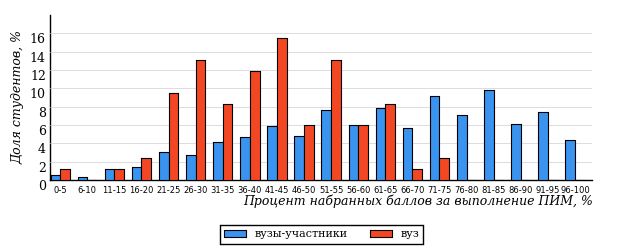 Доля студентов, %
16
14
12
10
8
6
4
2
0
0-5 6-10 11-15 16-20 21-25 26-30 31-35 36-40 41-45 46-50 51-55 56-60 61-65 66-70 71-75 76-80 81-85 86-90 91-95 96-100
Процент набранных баллов за выполнение ПИМ, %
вузы-участники вуз